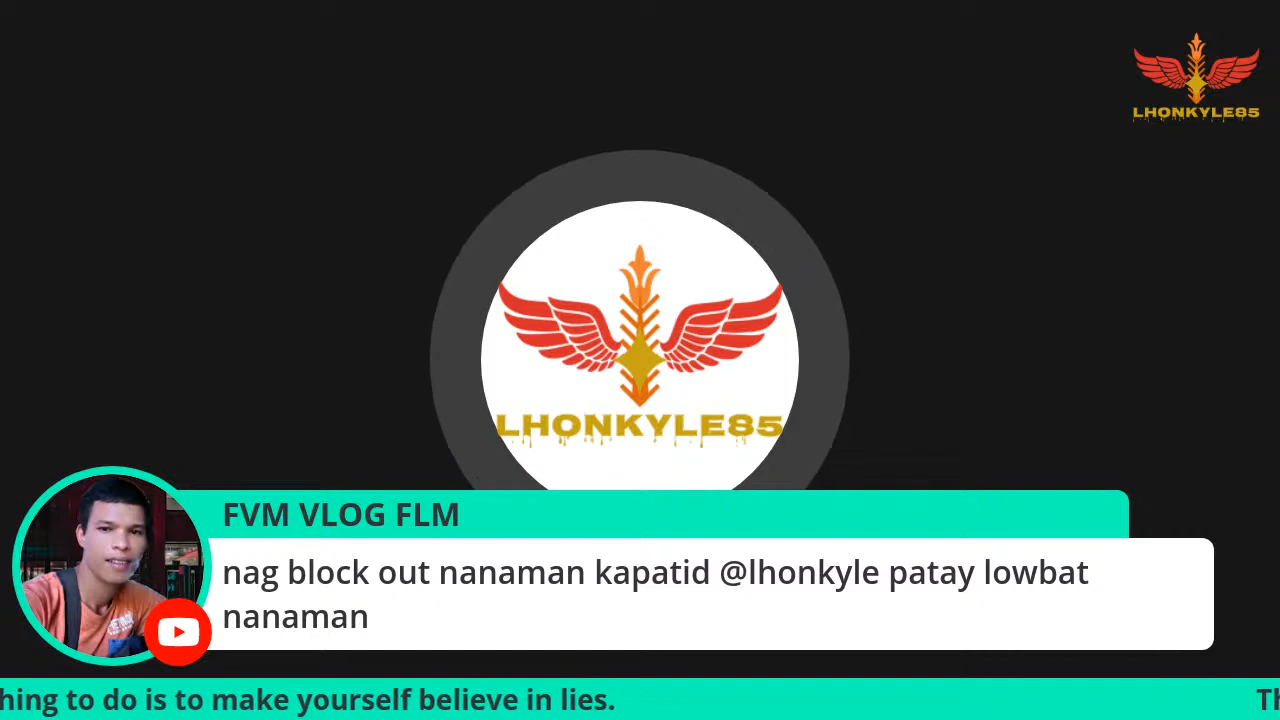 LHONKYLE85
LHONKYLE85
FVM VLOG FLM
nag block out nanaman kapatid @lhonkyle patay lowbat
nanaman
hing to do is to make yourself believe in lies.
Th